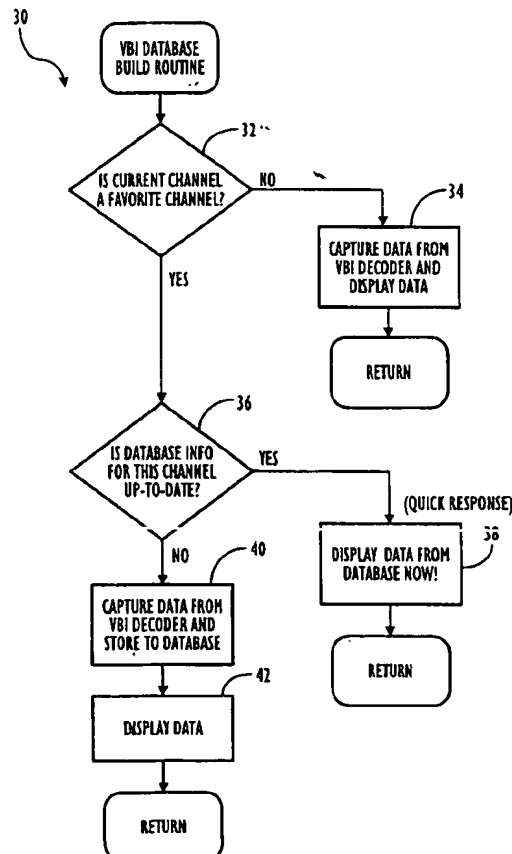 30
VBI DATABASE
BUILD ROUTINE
32
IS CURRENT CHANNEL
A FAVORITE CHANNEL?
NO
34
CAPTURE DATA FROM
VBI DECODER AND
DISPLAY DATA
YES
RETURN
36
IS DATABASE INFO
FOR THIS CHANNEL
UP-TO-DATE?
YES
(QUICK RESPONSE)
38
DISPLAY DATA FROM
DATABASE NOW!
NO
40
CAPTURE DATA FROM
VBI DECODER AND
STORE TO DATABASE
RETURN
42
DISPLAY DATA
RETURN